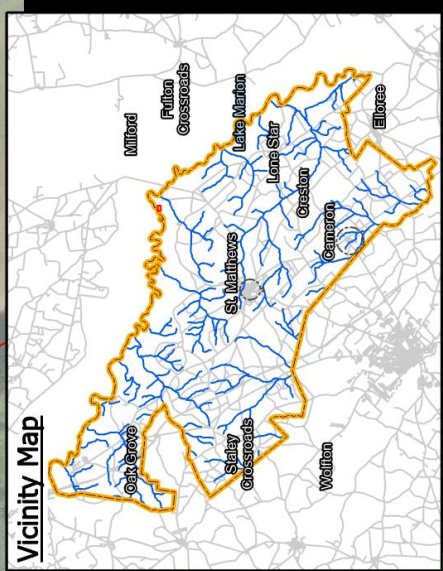 Vicinity Map
Oak Grove
Staley
Crossroads
Wolfton
St. Matthews
Cameron
Creston
Lone Star
Elloree
Lake Marion
Fulton
Crossroads
Milford